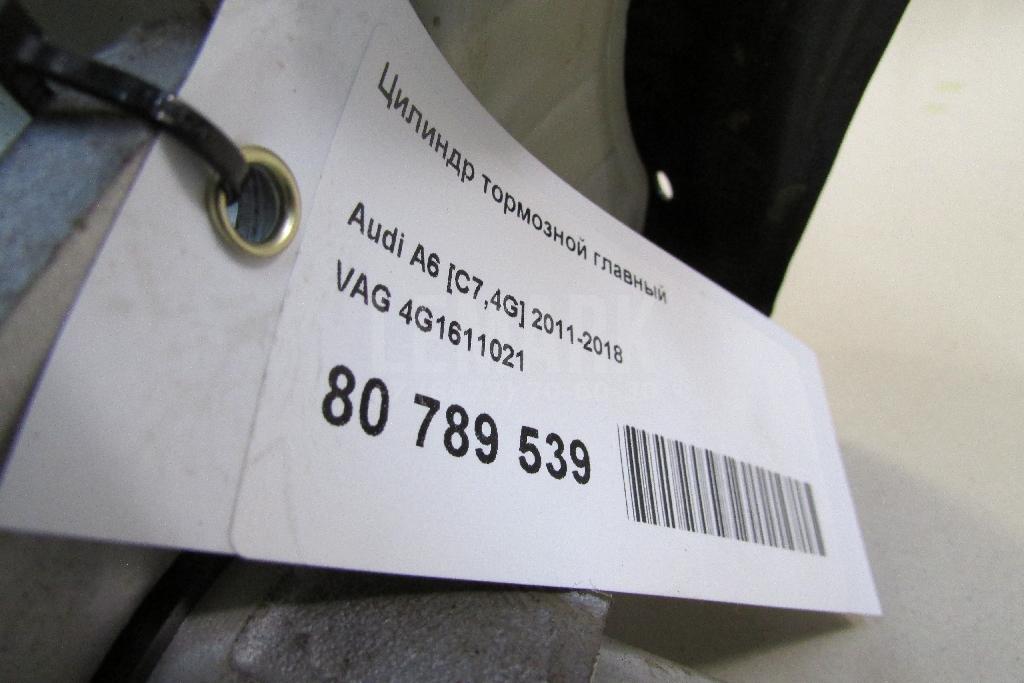 Цилиндр тормозной главный
Audi A6 [C7,4G] 2011-2018
VAG 4G1611021
80 789 539